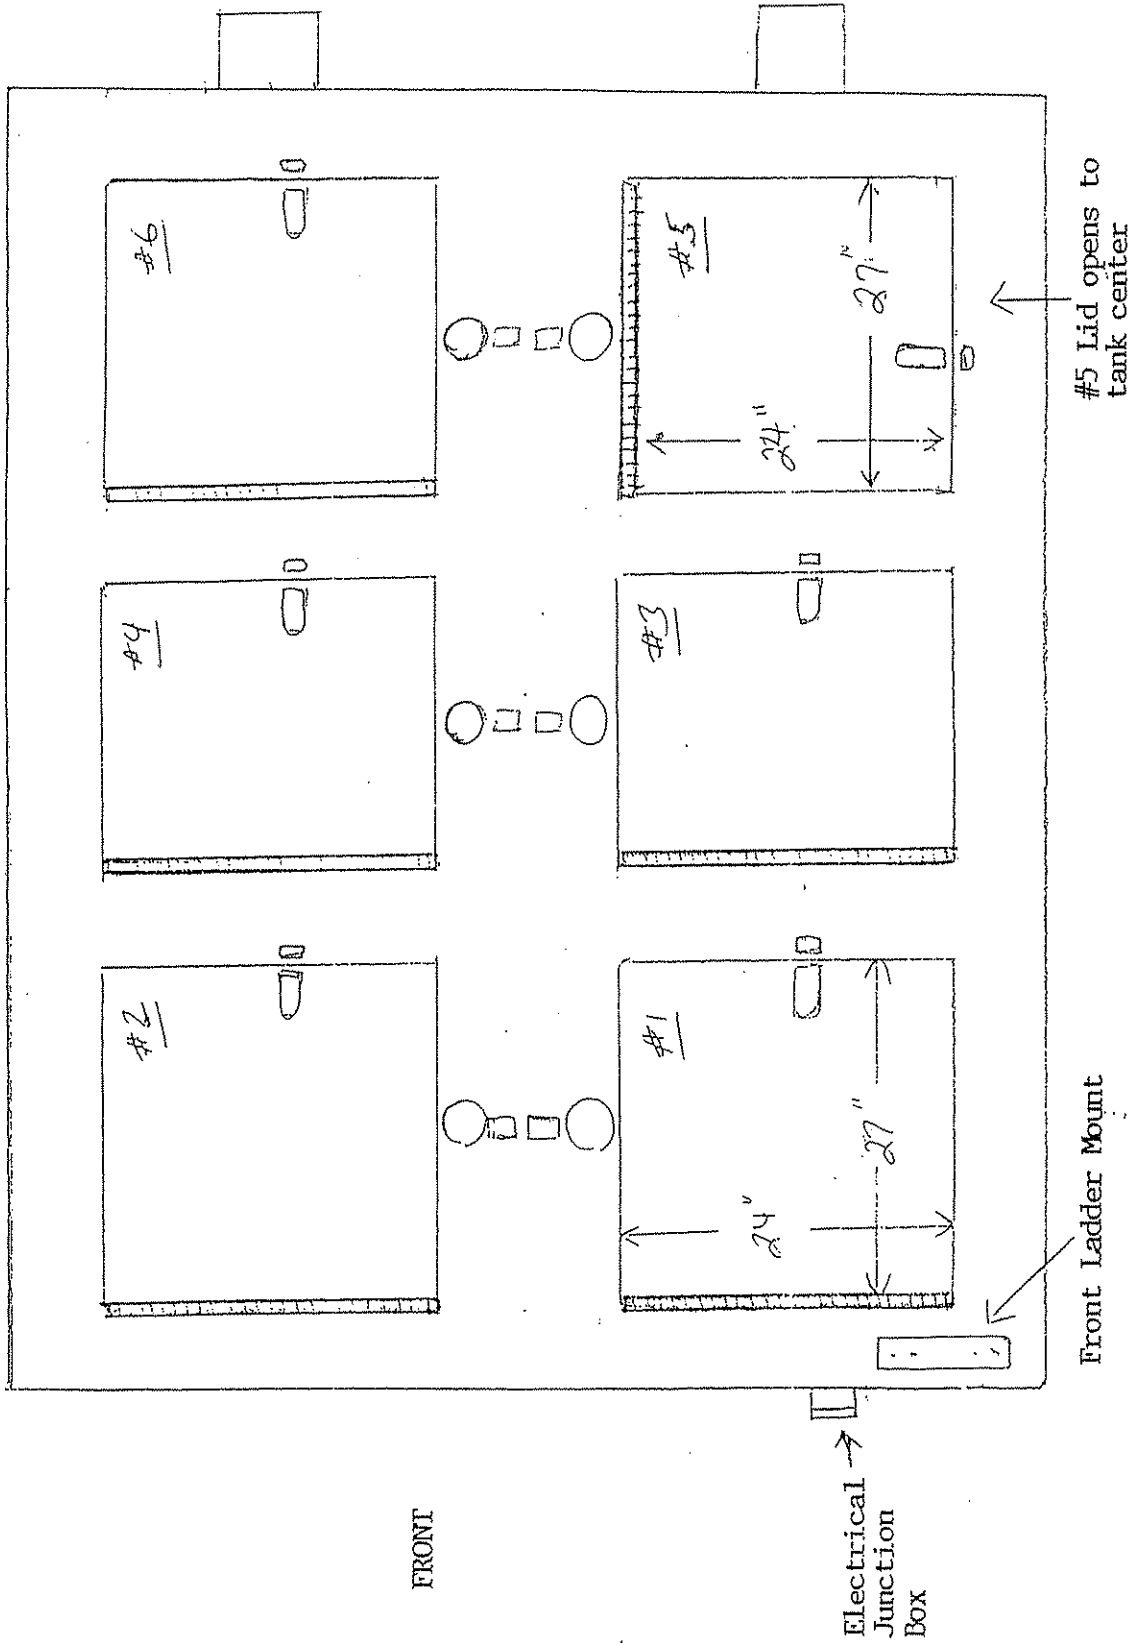 #2
#4
#6
FRONT
#1
#3
#5
24"
27"
24"
27"
Electrical
Junction
Box
Front Ladder Mount
#5 Lid opens to
tank center